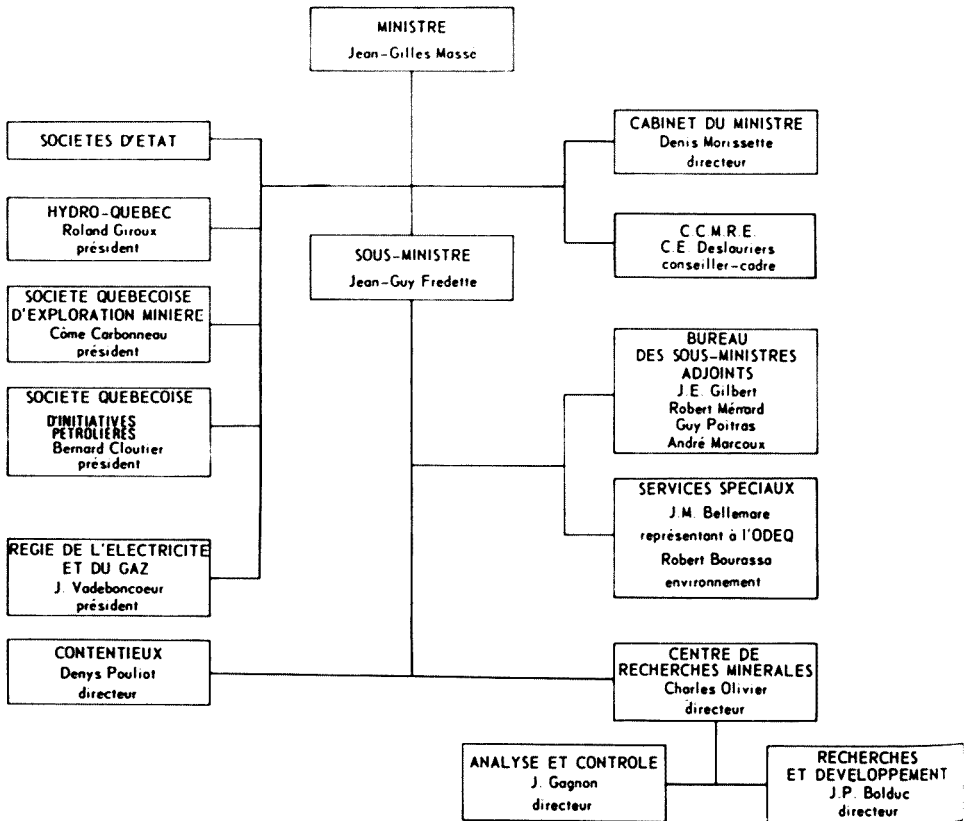 MINISTRE
Jean-Gilles Massé
SOCIETES D'ETAT
CABINET DU MINISTRE
Denis Morissette
directeur
HYDRO-QUEBEC
Roland Giroux
président
SOUS-MINISTRE
Jean-Guy Fredette
C.C.M.R.E.
C.E. Deslauriers
conseiller-cadre
SOCIETE QUEBECOISE
D'EXPLORATION MINIERE
Côme Carbonneau
président
BUREAU
DES SOUS-MINISTRES
ADJOINTS
J.E. Gilbert
Robert Ménard
Guy Poitras
André Marcoux
SOCIETE QUEBECOISE
D'INITIATIVES
PETROLIÈRES
Bernard Cloutier
président
SERVICES SPECIAUX
J.M. Bellemare
représentant à l'ODEQ
Robert Bourassa
environnement
REGIE DE L'ELECTRICITE
ET DU GAZ
J. Vadeboncoeur
président
CONTENTIEUX
Denys Pouliot
directeur
CENTRE DE
RECHERCHES MINERALES
Charles Olivier
directeur
ANALYSE ET CONTROLE
J. Gagnon
directeur
RECHERCHES
ET DEVELOPPEMENT
J.P. Bolduc
directeur